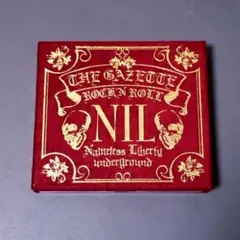 THE GAZETTE
ROCK N ROLL
NIL
Nameless Liberty
underground